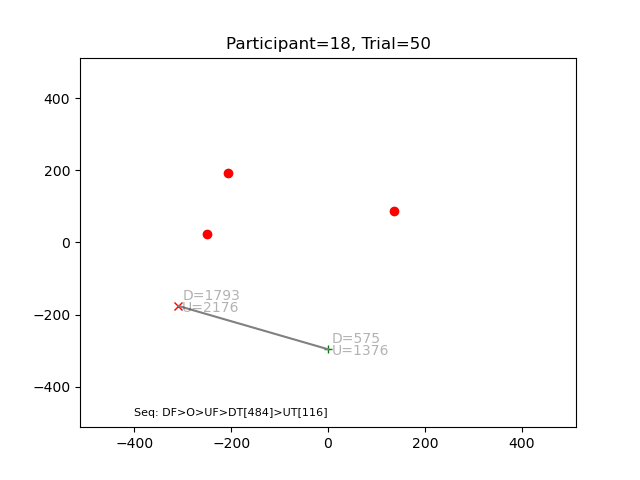 Participant=18, Trial=50
400
200
0
−200
−400
D=1793
U=2176
D=575
U=1376
Seq: DF>O>UF>DT[484]>UT[116]
−400 −200 0 200 400